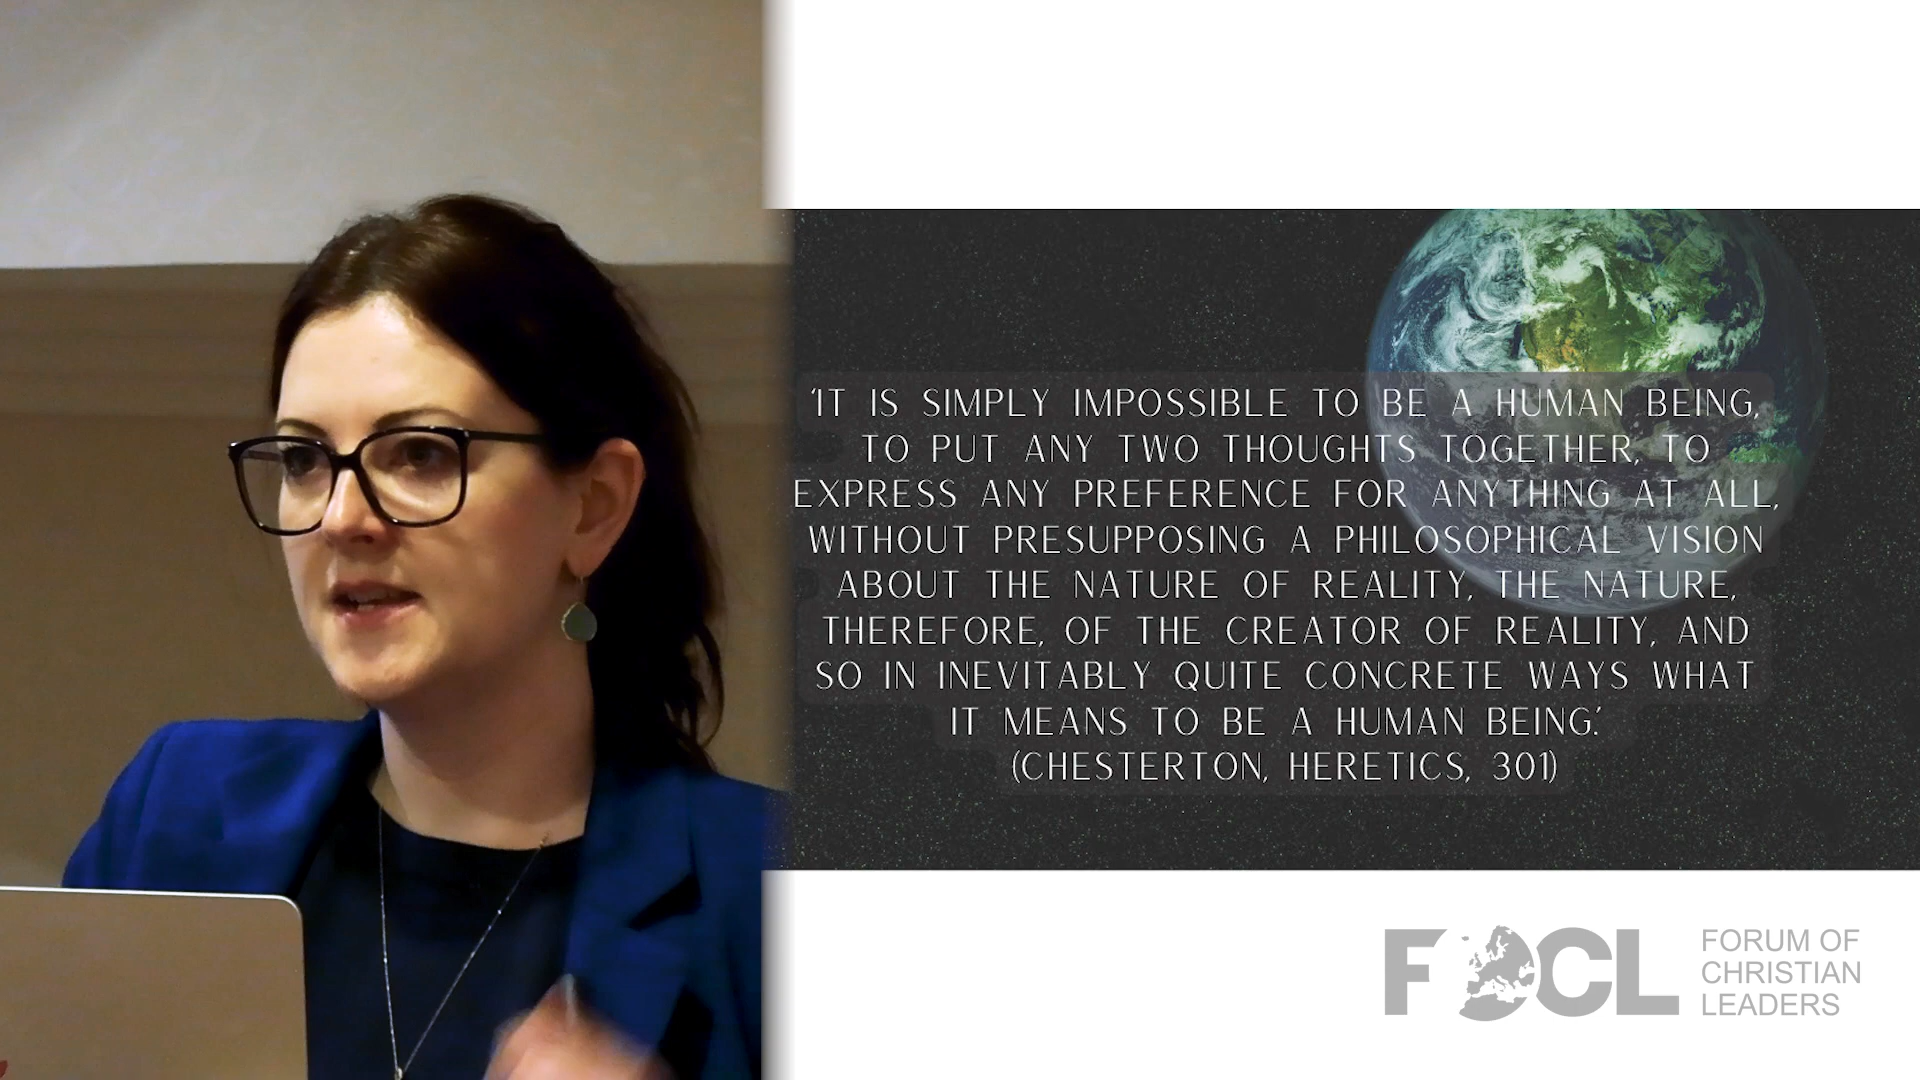 ‘IT IS SIMPLY IMPOSSIBLE TO BE A HUMAN BEING,
TO PUT ANY TWO THOUGHTS TOGETHER, TO
EXPRESS ANY PREFERENCE FOR ANYTHING AT ALL,
WITHOUT PRESUPPOSING A PHILOSOPHICAL VISION
ABOUT THE NATURE OF REALITY, THE NATURE,
THEREFORE, OF THE CREATOR OF REALITY, AND
SO IN INEVITABLY QUITE CONCRETE WAYS WHAT
IT MEANS TO BE A HUMAN BEING.’
(CHESTERTON, HERETICS, 301)
FOCL
FORUM OF
CHRISTIAN
LEADERS